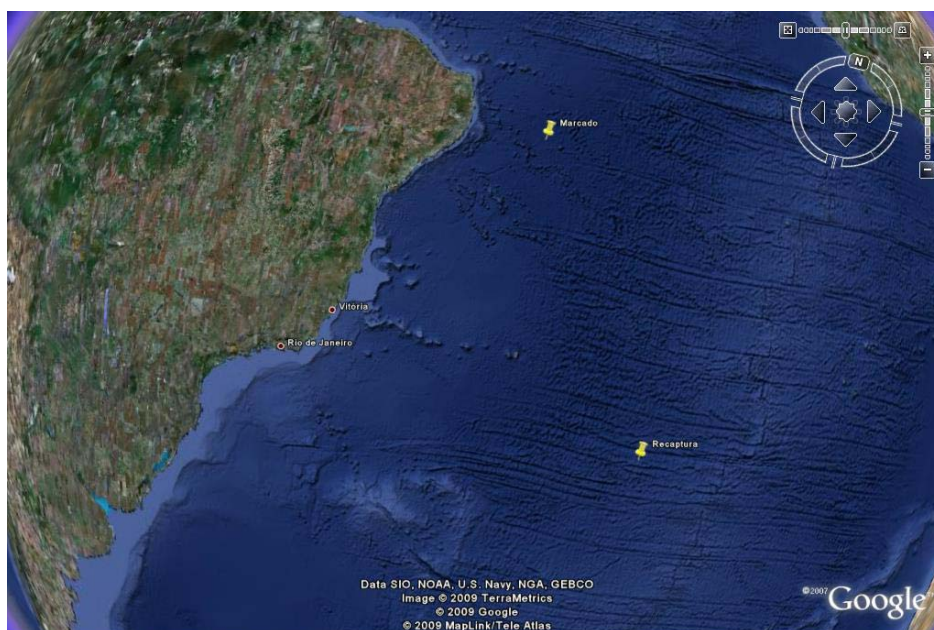 N
Marcado
Vitória
Rio de Janeiro
Recaptura
Data SIO, NOAA, U.S. Navy, NGA, GEBCO
Image © 2009 TerraMetrics
© 2009 Google
© 2009 MapLink/Tele Atlas
©2007 Google